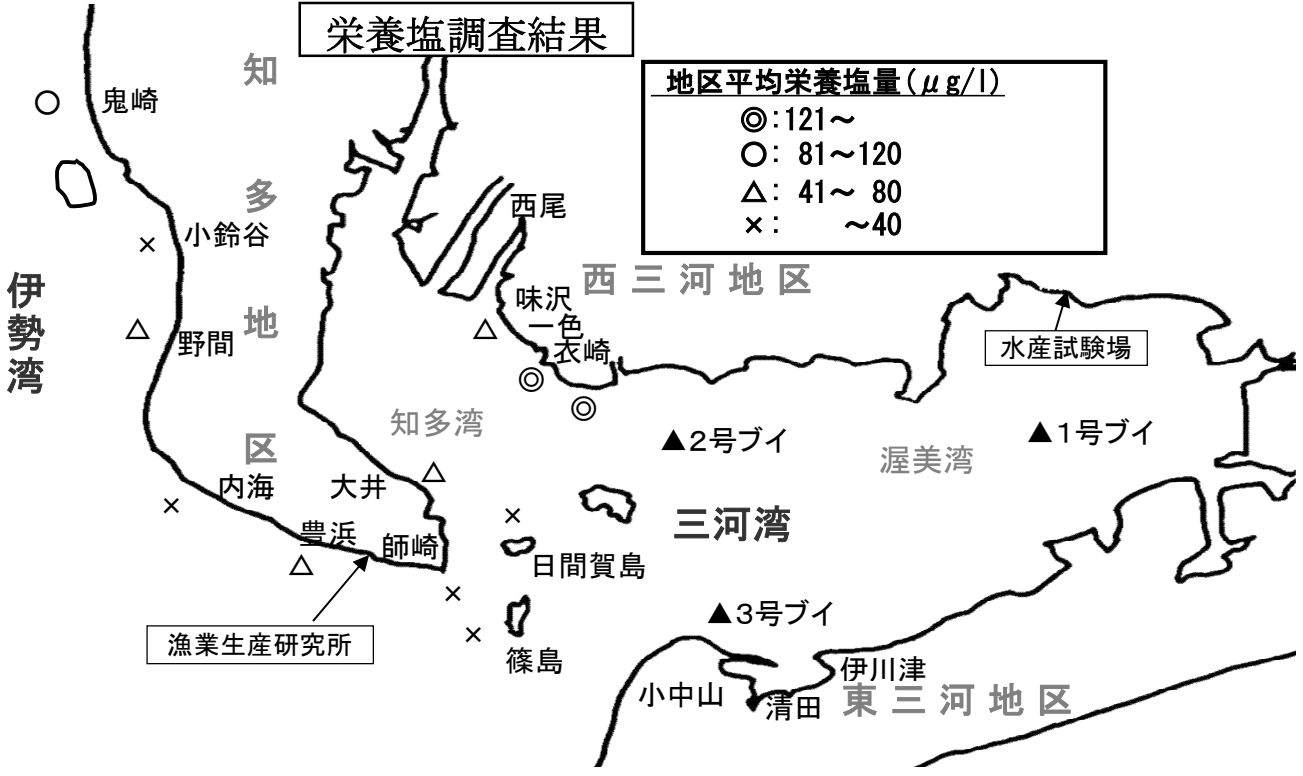 栄養塩調査結果
地区平均栄養塩量(μg/l)
◎:121～
○: 81～120
△: 41～ 80
×: ～40
知多地区
鬼崎
小鈴谷
野間
内海
豊浜
大井
師崎
漁業生産研究所
伊勢湾
西尾
味沢
一色
衣崎
西三河地区
水産試験場
知多湾
▲2号ブイ
▲1号ブイ
渥美湾
三河湾
日間賀島
篠島
▲3号ブイ
小中山
清田
伊川津
東三河地区